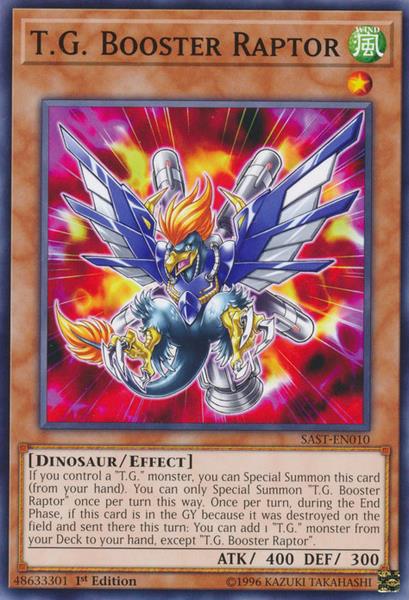 T.G. BOOSTER RAPTOR
WIND
風
SAST-EN010
[DINOSAUR/EFFECT]
If you control a "T.G." monster, you can Special Summon this card
(from your hand). You can only Special Summon "T.G. Booster
Raptor" once per turn this way. Once per turn, during the End
Phase, if this card is in the GY because it was destroyed on the
field and sent there this turn: You can add 1 "T.G." monster from
your Deck to your hand, except "T.G. Booster Raptor".
ATK/ 400 DEF/ 300
48633301 1st Edition ©1996 KAZUKI TAKAHASHI